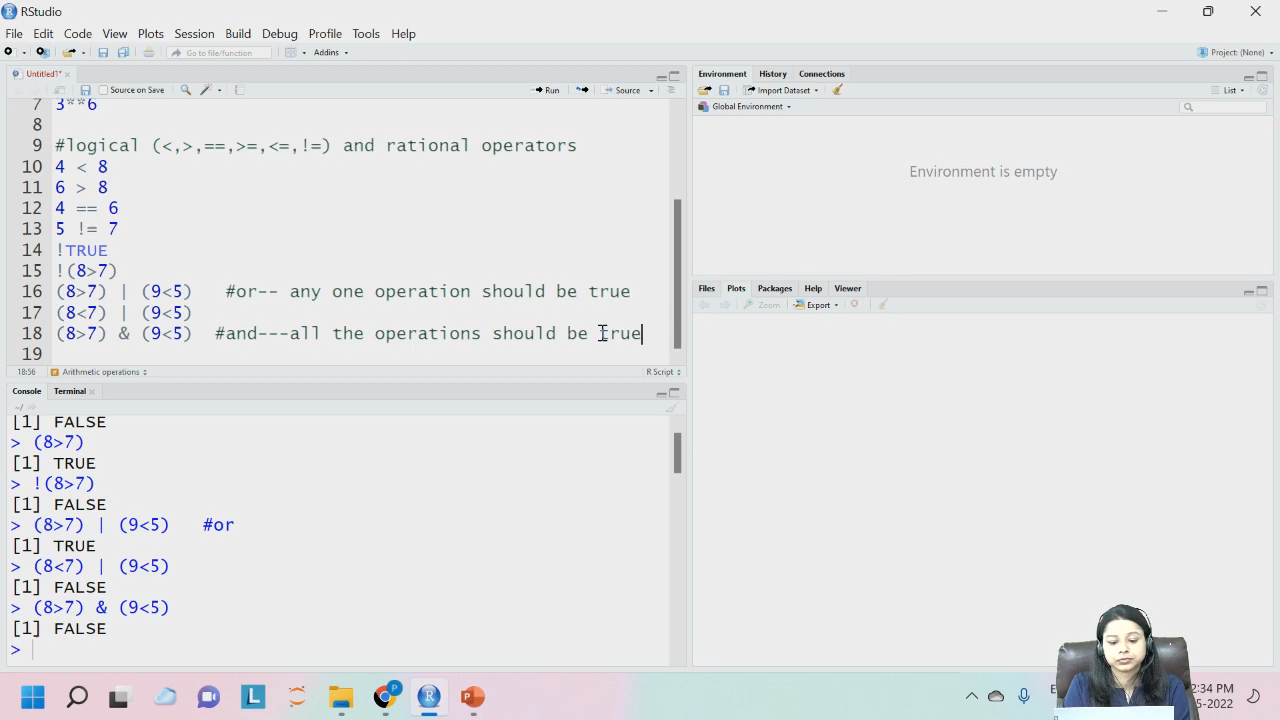 RStudio
File Edit Code View Plots Session Build Debug Profile Tools Help
Go to file/function Addins Project: (None)
Untitled1*
Source on Save Run Source
7 3**6
8
9 #logical (<,>,==,>=,<=,!=) and rational operators
10 4 < 8
11 6 > 8
12 4 == 6
13 5 != 7
14 !TRUE
15 !(8>7)
16 (8>7) | (9<5) #or-- any one operation should be true
17 (8<7) | (9<5)
18 (8>7) & (9<5) #and---all the operations should be true
19
18:56 Arithmetic operations R Script
Console Terminal
~/
[1] FALSE
> (8>7)
[1] TRUE
> !(8>7)
[1] FALSE
> (8>7) | (9<5) #or
[1] TRUE
> (8<7) | (9<5)
[1] FALSE
> (8>7) & (9<5)
[1] FALSE
>
Environment History Connections
Import Dataset List
Global Environment
Environment is empty
Files Plots Packages Help Viewer
Zoom Export
L P
R P
2:34 PM
-2022